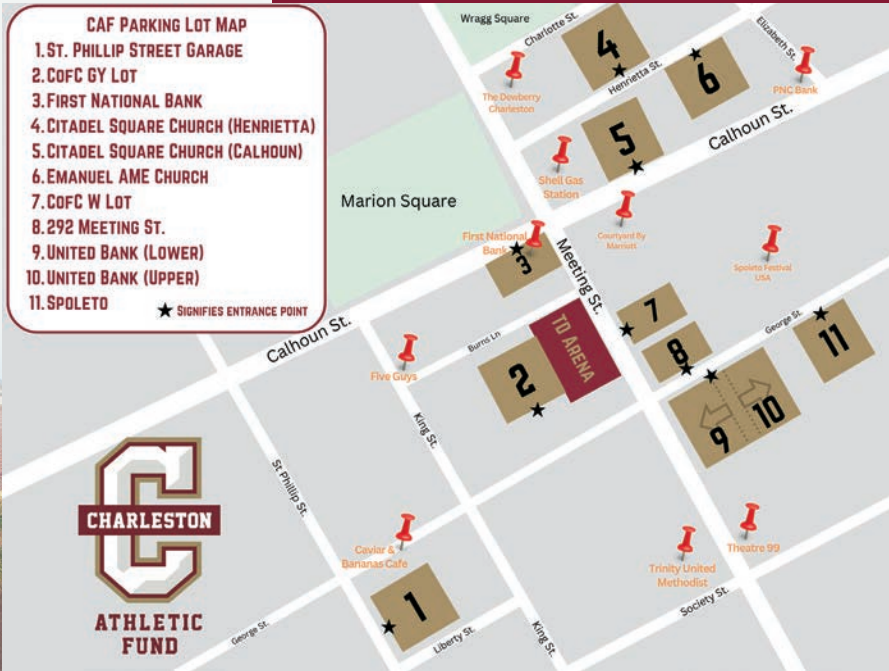 CAF PARKING LOT MAP
1. ST. PHILLIP STREET GARAGE
2. COFC GY LOT
3. FIRST NATIONAL BANK
4. CITADEL SQUARE CHURCH (HENRIETTA)
5. CITADEL SQUARE CHURCH (CALHOUN)
6. EMANUEL AME CHURCH
7. COFC W LOT
8. 292 MEETING ST.
9. UNITED BANK (LOWER)
10. UNITED BANK (UPPER)
11. SPOLETO
★ SIGNIFIES ENTRANCE POINT
Wragg Square
Charlotte St.
Elizabeth St.
4
Henrietta St.
6
The Dewberry
Charleston
PNC Bank
5
Calhoun St.
Shell Gas
Station
Marion Square
First National
Bank
3
Meeting St.
Courtyard By
Marriott
Spoleto Festival
USA
7
George St.
11
Calhoun St.
Burns Ln
TD ARENA
8
Five Guys
2
King St.
9
10
St Phillip St.
CHARLESTON
C
ATHLETIC
FUND
Caviar &
Bananas Cafe
Trinity United
Methodist
Theatre 99
1
Society St.
George St.
Liberty St.
King St.